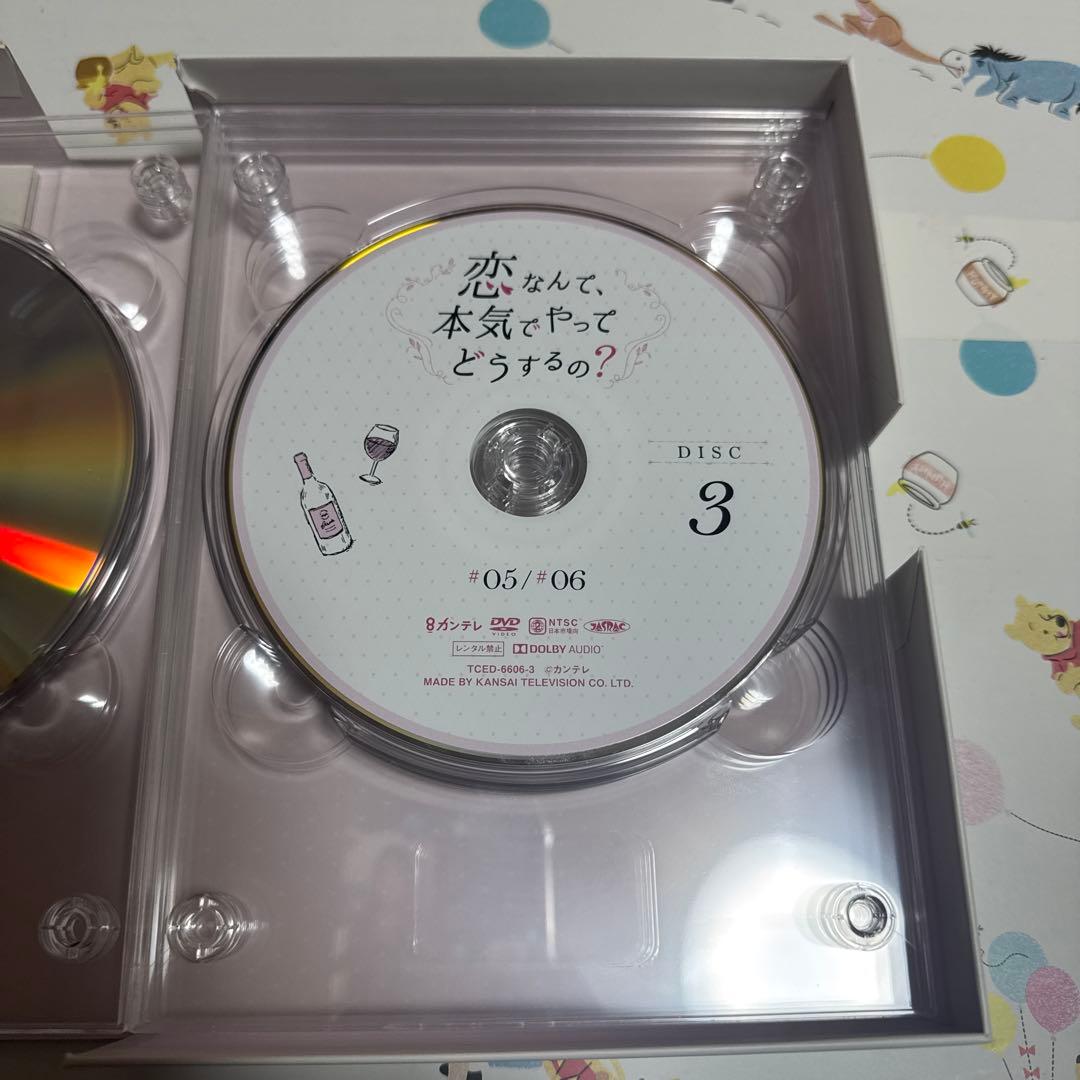 恋なんて、
本気でやって
どうするの?
DISC
3
#05/#06
カンテレ DVD VIDEO NTSC 日本市場向 JASRAC
レンタル禁止 DOLBY AUDIO™
TCED-6606-3 ©カンテレ
MADE BY KANSAI TELEVISION CO. LTD.